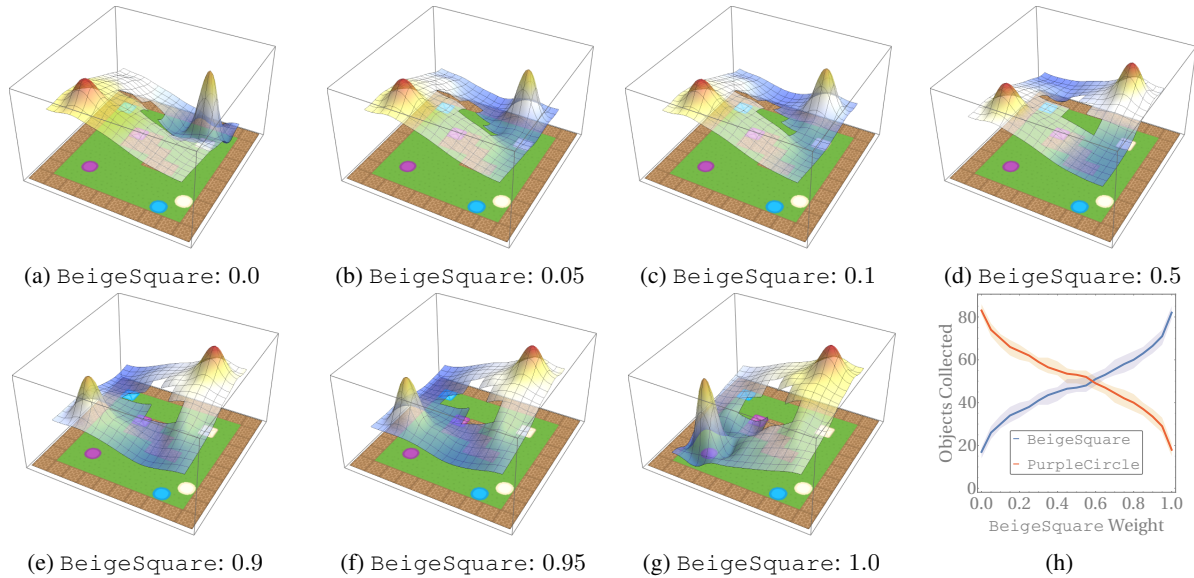 (a) BeigeSquare: 0.0
(b) BeigeSquare: 0.05
(c) BeigeSquare: 0.1
(d) BeigeSquare: 0.5
Objects Collected
80
60
40
20
0
BeigeSquare
PurpleCircle
0.0 0.2 0.4 0.6 0.8 1.0
BeigeSquare Weight
(e) BeigeSquare: 0.9
(f) BeigeSquare: 0.95
(g) BeigeSquare: 1.0
(h)